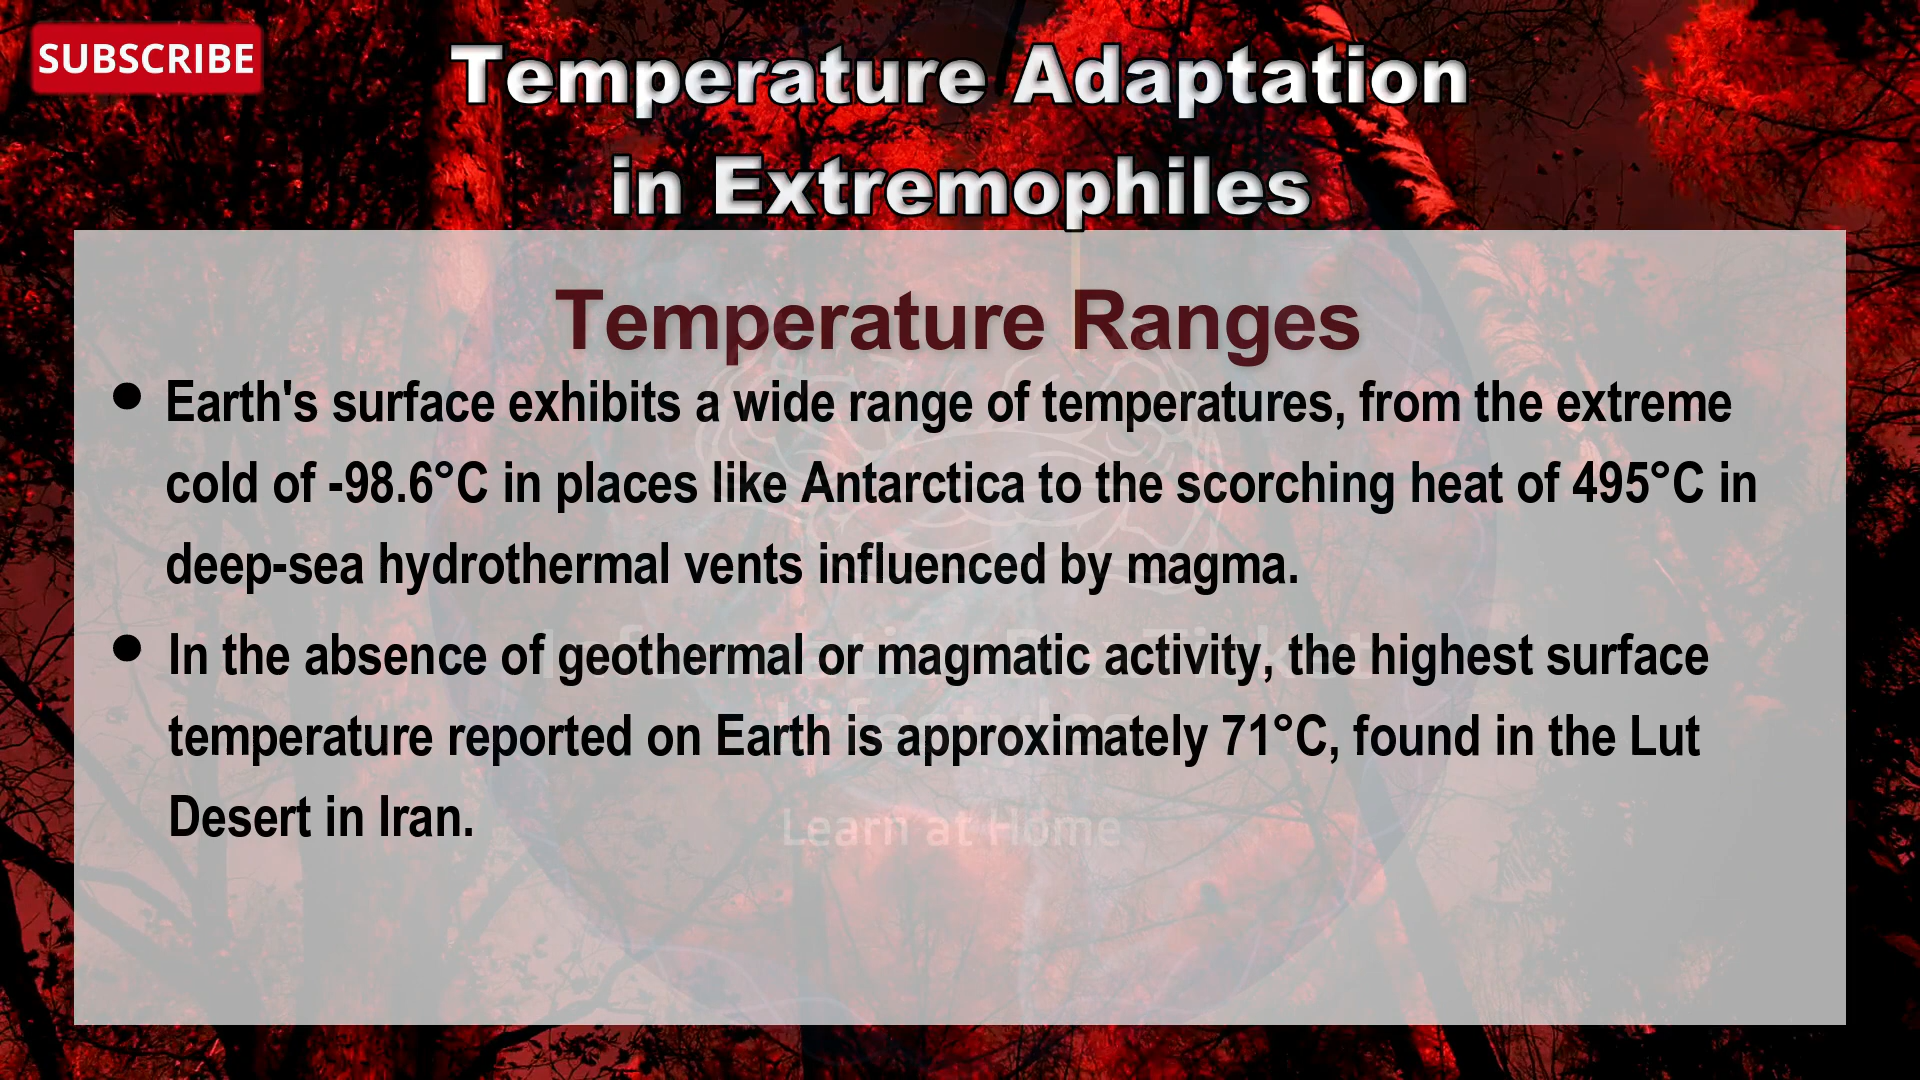 SUBSCRIBE
Temperature Adaptation
in Extremophiles
Temperature Ranges
• Earth's surface exhibits a wide range of temperatures, from the extreme
cold of -98.6°C in places like Antarctica to the scorching heat of 495°C in
deep-sea hydrothermal vents influenced by magma.
• In the absence of geothermal or magmatic activity, the highest surface
temperature reported on Earth is approximately 71°C, found in the Lut
Desert in Iran.
Learn at Home